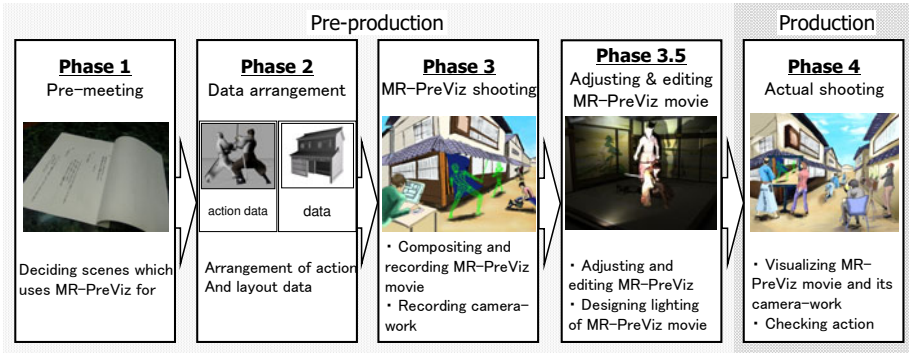 Pre-production
Production
Phase 1
Pre-meeting
Deciding scenes which
uses MR-PreViz for
Phase 2
Data arrangement
action data
data
Arrangement of action
And layout data
Phase 3
MR-PreViz shooting
・ Compositing and
recording MR-PreViz
movie
・ Recording camera-
work
Phase 3.5
Adjusting & editing
MR-PreViz movie
・ Adjusting and
editing MR-PreViz
・ Designing lighting
of MR-PreViz movie
Phase 4
Actual shooting
・ Visualizing MR-
PreViz movie and its
camera-work
・ Checking action